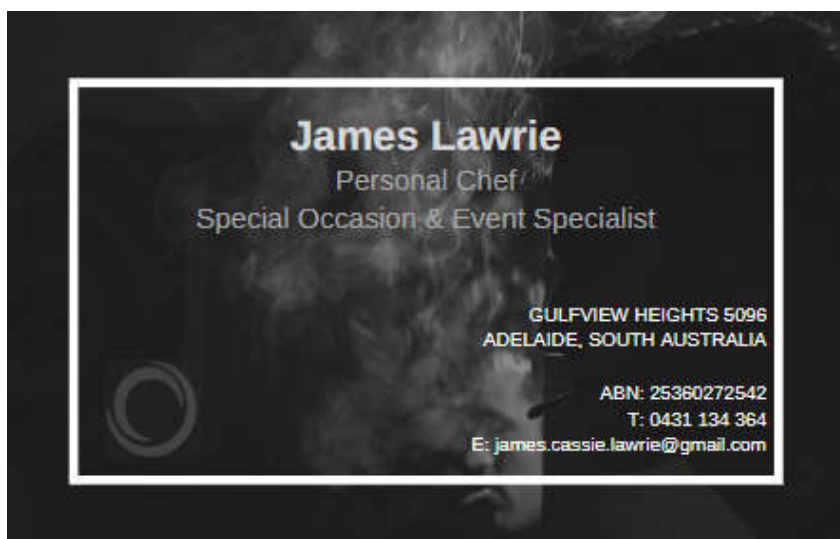 James Lawrie
Personal Chef
Special Occasion & Event Specialist
GULFVIEW HEIGHTS 5096
ADELAIDE, SOUTH AUSTRALIA
ABN: 25360272542
T: 0431 134 364
E: james.cassie.lawrie@gmail.com